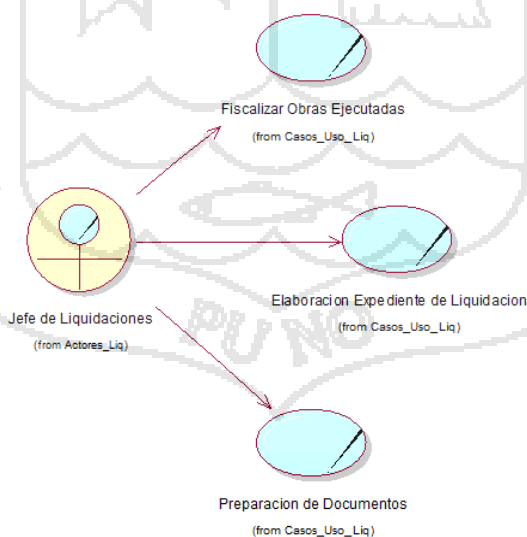 Fiscalizar Obras Ejecutadas
(from Casos_Uso_Liq)
Elaboracion Expediente de Liquidacion
(from Casos_Uso_Liq)
Jefe de Liquidaciones
(from Actores_Liq)
PUNO
Preparacion de Documentos
(from Casos_Uso_Liq)